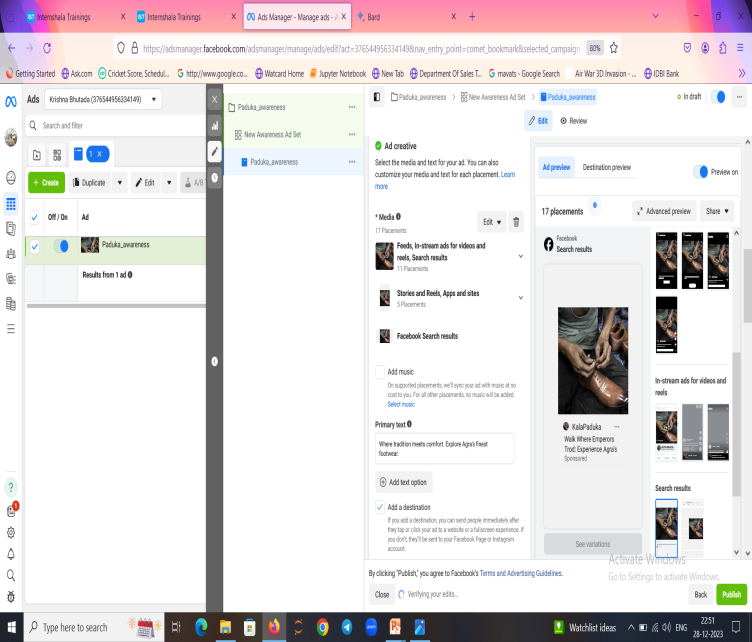 Internshala Trainings
Internshala Trainings
Ads Manager - Manage ads - A
Bard
https://adsmanager.facebook.com/adsmanager/manage/ads/edit?act=376544956334149&nav_entry_point=comet_bookmark&selected_campaign
80%
Getting Started
Ask.com
Cricket Score, Schedul...
http://www.google.co...
Watcard Home
Jupyter Notebook
New Tab
Department Of Sales T...
mavats - Google Search
Air War 3D Invasion - ...
IDBI Bank
Ads
Krishna Bhutada (376544956334149)
Search and filter
1 x
+ Create
Duplicate
Edit
A/B T
Off / On
Ad
Paduka_awareness
Results from 1 ad
Paduka_awareness
New Awareness Ad Set
Paduka_awareness
Paduka_awareness > New Awareness Ad Set > Paduka_awareness
In draft
Edit
Review
Ad creative
Select the media and text for your ad. You can also
customize your media and text for each placement. Learn
more
* Media
17 Placements
Edit
Feeds, In-stream ads for videos and
reels, Search results
11 Placements
Stories and Reels, Apps and sites
5 Placements
Facebook Search results
Add music
On supported placements, we'll sync your ad with music at no
cost to you. For all other placements, no music will be added.
Select music
Primary text
Where tradition meets comfort. Explore Agra's finest
footwear.
Add text option
Add a destination
If you add a destination, you can send people immediately after
they tap or click your ad to a website or a fullscreen experience. If
you don't, they'll be sent to your Facebook Page or Instagram
account.
Ad preview
Destination preview
Preview on
17 placements
Advanced preview
Share
Facebook
Search results
KalaPaduka
Walk Where Emperors
Trod: Experience Agra's
Sponsored
See variations
In-stream ads for videos and
reels
Search results
By clicking "Publish," you agree to Facebook's Terms and Advertising Guidelines.
Close
Verifying your edits...
Back
Publish
Activate Windows
Go to Settings to activate Windows.
Type here to search
Watchlist ideas
ENG
22:51
28-12-2023